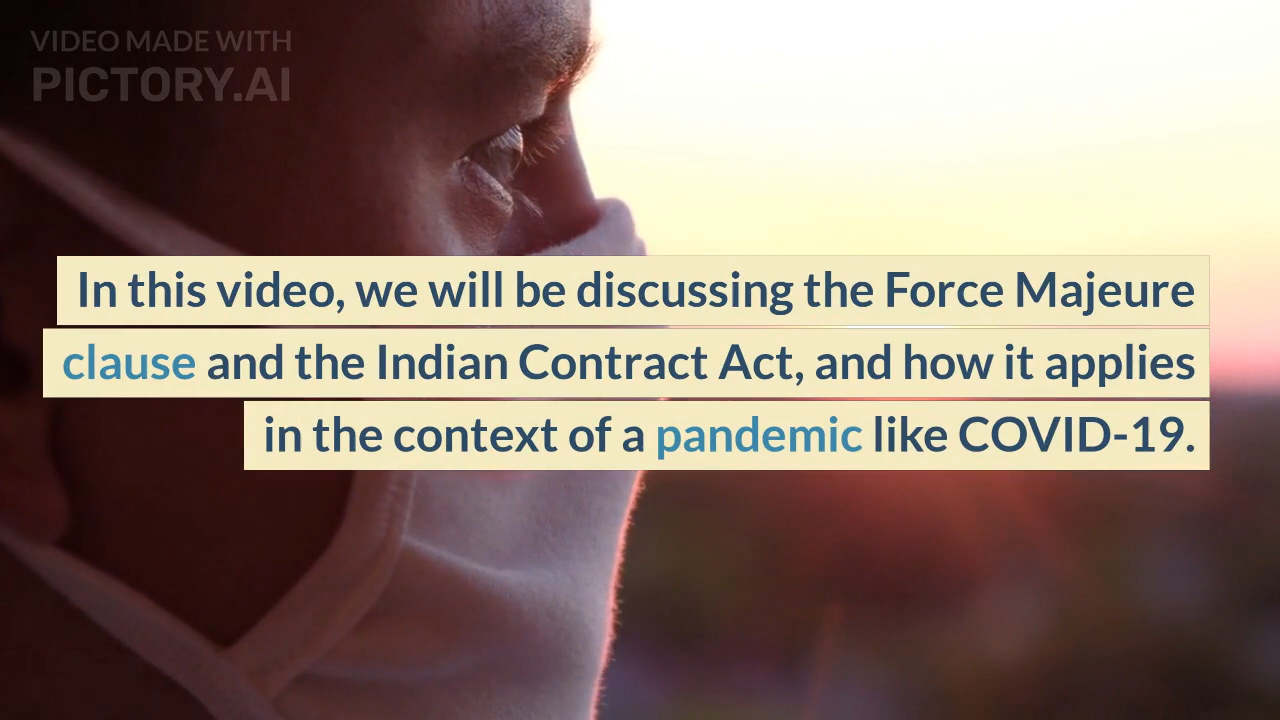 VIDEO MADE WITH
PICTORY.AI
In this video, we will be discussing the Force Majeure
clause and the Indian Contract Act, and how it applies
in the context of a pandemic like COVID-19.